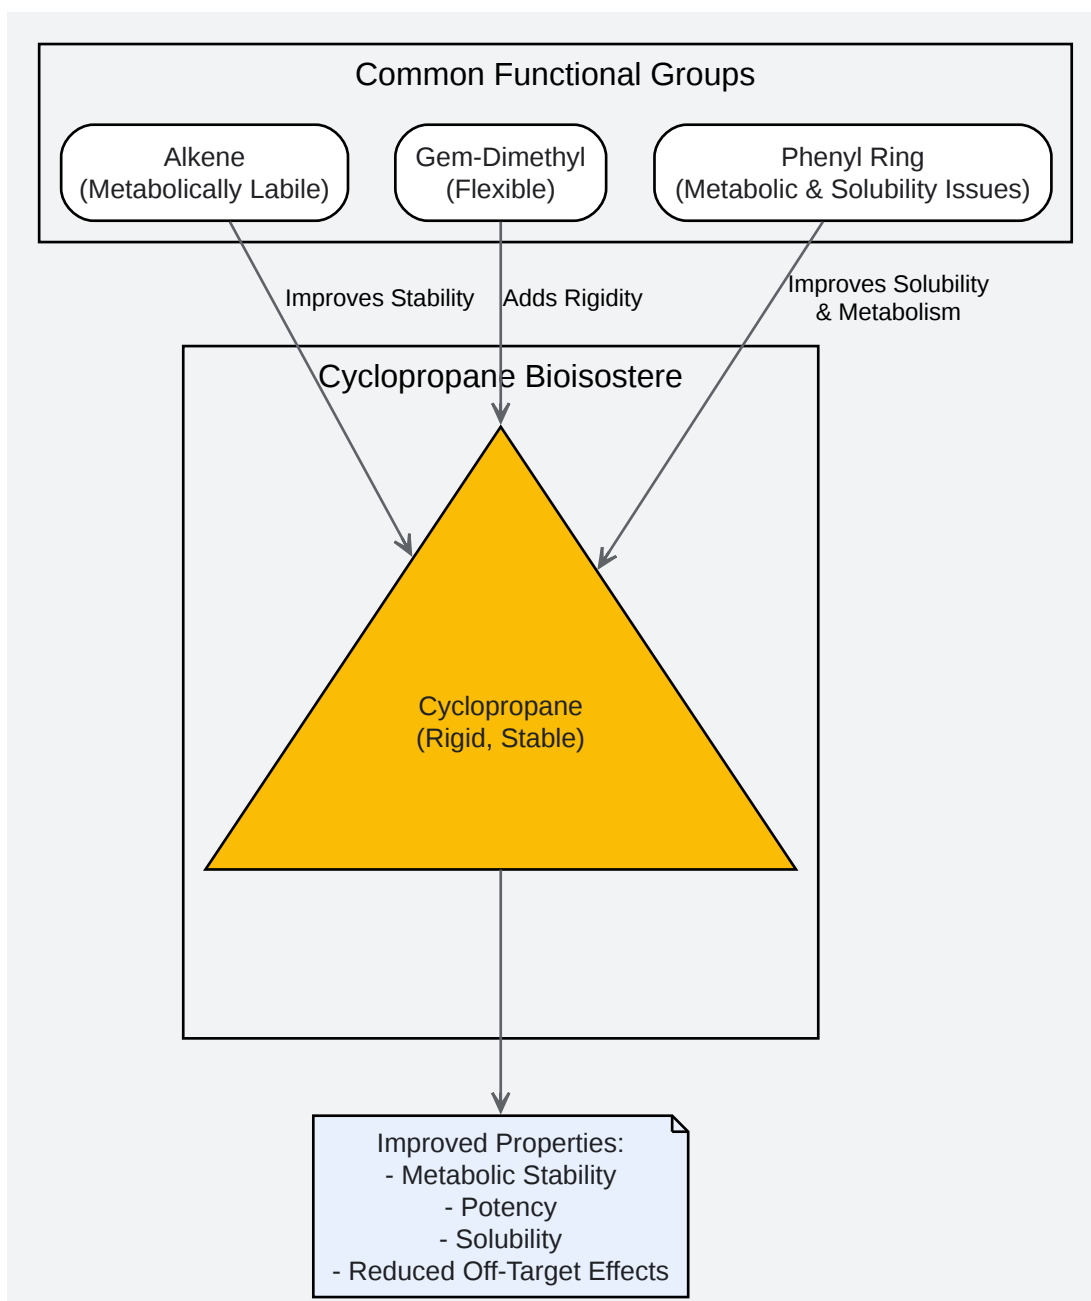 Common Functional Groups
Alkene
(Metabolically Labile)
Gem-Dimethyl
(Flexible)
Phenyl Ring
(Metabolic & Solubility Issues)
Improves Stability
Adds Rigidity
Improves Solubility
& Metabolism
Cyclopropane Bioisostere
Cyclopropane
(Rigid, Stable)
Improved Properties:
- Metabolic Stability
- Potency
- Solubility
- Reduced Off-Target Effects